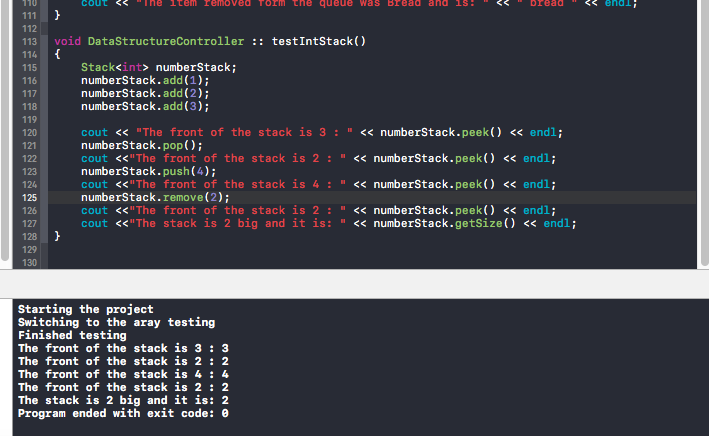 110 cout << "The item removed form the queue was Bread and is: " << " bread " << endl;
111 }
112
113 void DataStructureController :: testIntStack()
114 {
115 Stack<int> numberStack;
116 numberStack.add(1);
117 numberStack.add(2);
118 numberStack.add(3);
119
120 cout << "The front of the stack is 3 : " << numberStack.peek() << endl;
121 numberStack.pop();
122 cout <<"The front of the stack is 2 : " << numberStack.peek() << endl;
123 numberStack.push(4);
124 cout <<"The front of the stack is 4 : " << numberStack.peek() << endl;
125 numberStack.remove(2);
126 cout <<"The front of the stack is 2 : " << numberStack.peek() << endl;
127 cout <<"The stack is 2 big and it is: " << numberStack.getSize() << endl;
128 }
129
130
Starting the project
Switching to the aray testing
Finished testing
The front of the stack is 3 : 3
The front of the stack is 2 : 2
The front of the stack is 4 : 4
The front of the stack is 2 : 2
The stack is 2 big and it is: 2
Program ended with exit code: 0